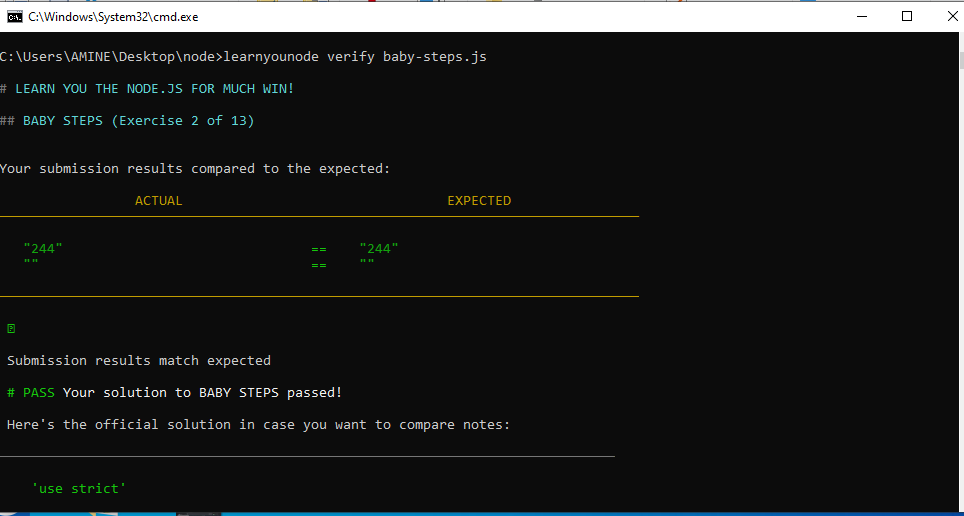 C:\Windows\System32\cmd.exe
C:\Users\AMINE\Desktop\node>learnyounode verify baby-steps.js
# LEARN YOU THE NODE.JS FOR MUCH WIN!
## BABY STEPS (Exercise 2 of 13)
Your submission results compared to the expected:
ACTUAL EXPECTED
"244" == "244"
"" == ""
Submission results match expected
# PASS Your solution to BABY STEPS passed!
Here's the official solution in case you want to compare notes:
'use strict'